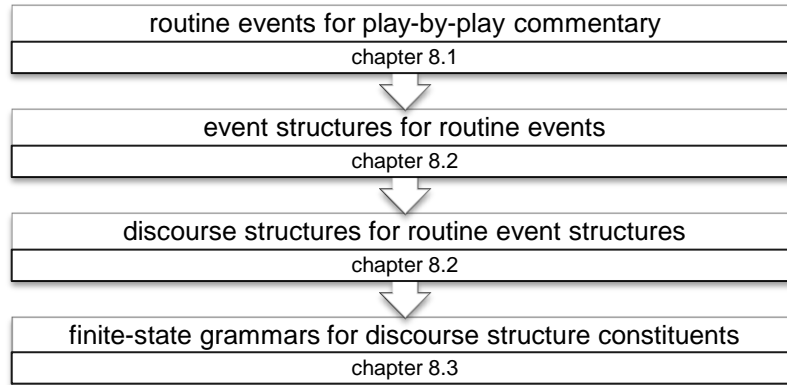 routine events for play-by-play commentary
chapter 8.1
event structures for routine events
chapter 8.2
discourse structures for routine event structures
chapter 8.2
finite-state grammars for discourse structure constituents
chapter 8.3